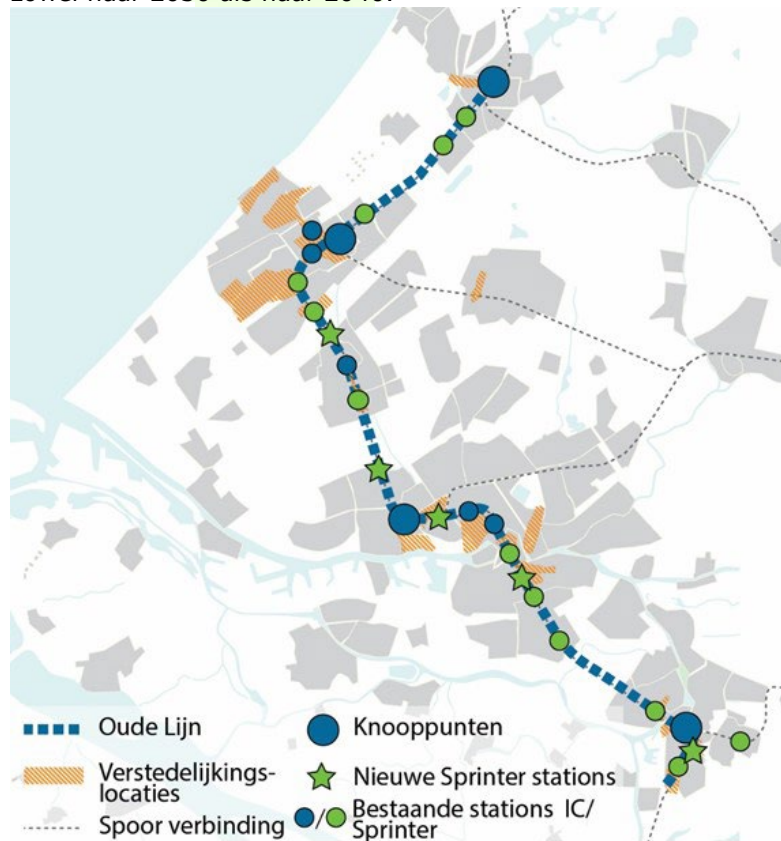 Oude Lijn
Knooppunten
Verstedelijkings-
locaties
Nieuwe Sprinter stations
Spoor verbinding
Bestaande stations IC/
Sprinter